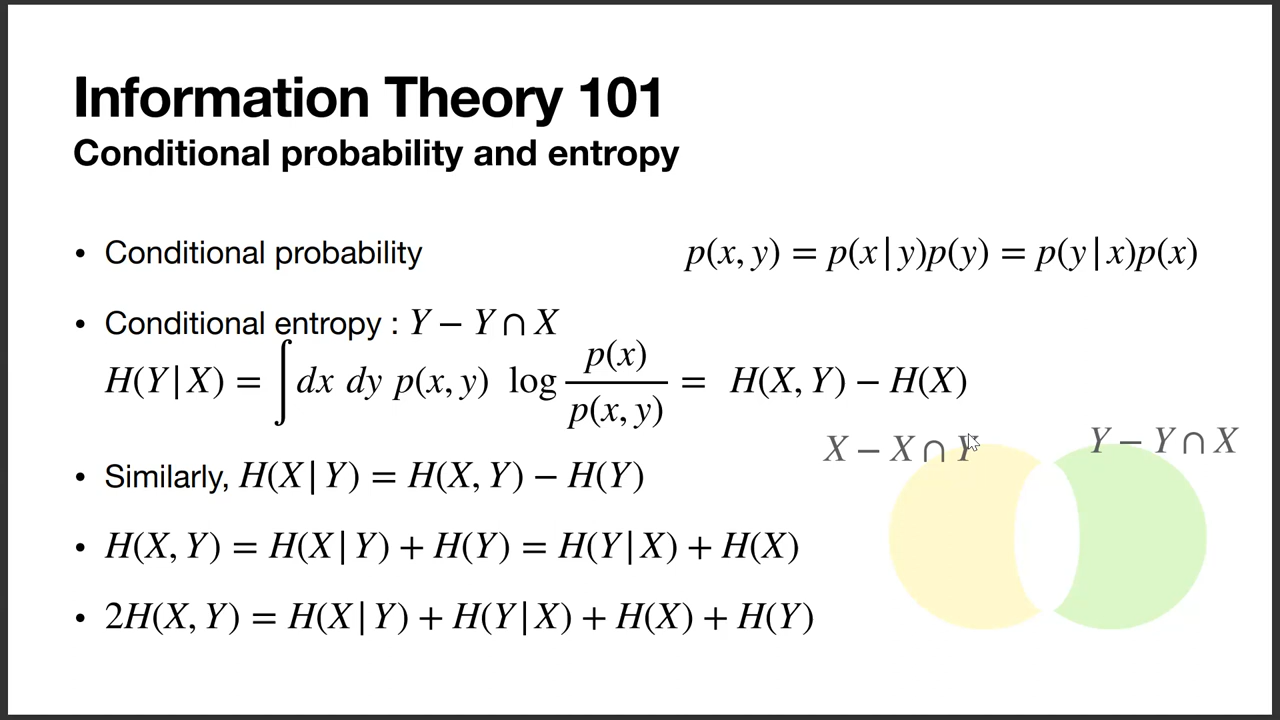 Information Theory 101
Conditional probability and entropy
• Conditional probability p(x, y) = p(x | y)p(y) = p(y | x)p(x)
• Conditional entropy : Y − Y ∩ X
H(Y | X) = ∫ dx dy p(x, y) log p(x) / p(x, y) = H(X, Y) − H(X)
X − X ∩ Y
Y − Y ∩ X
• Similarly, H(X | Y) = H(X, Y) − H(Y)
• H(X, Y) = H(X | Y) + H(Y) = H(Y | X) + H(X)
• 2H(X, Y) = H(X | Y) + H(Y | X) + H(X) + H(Y)